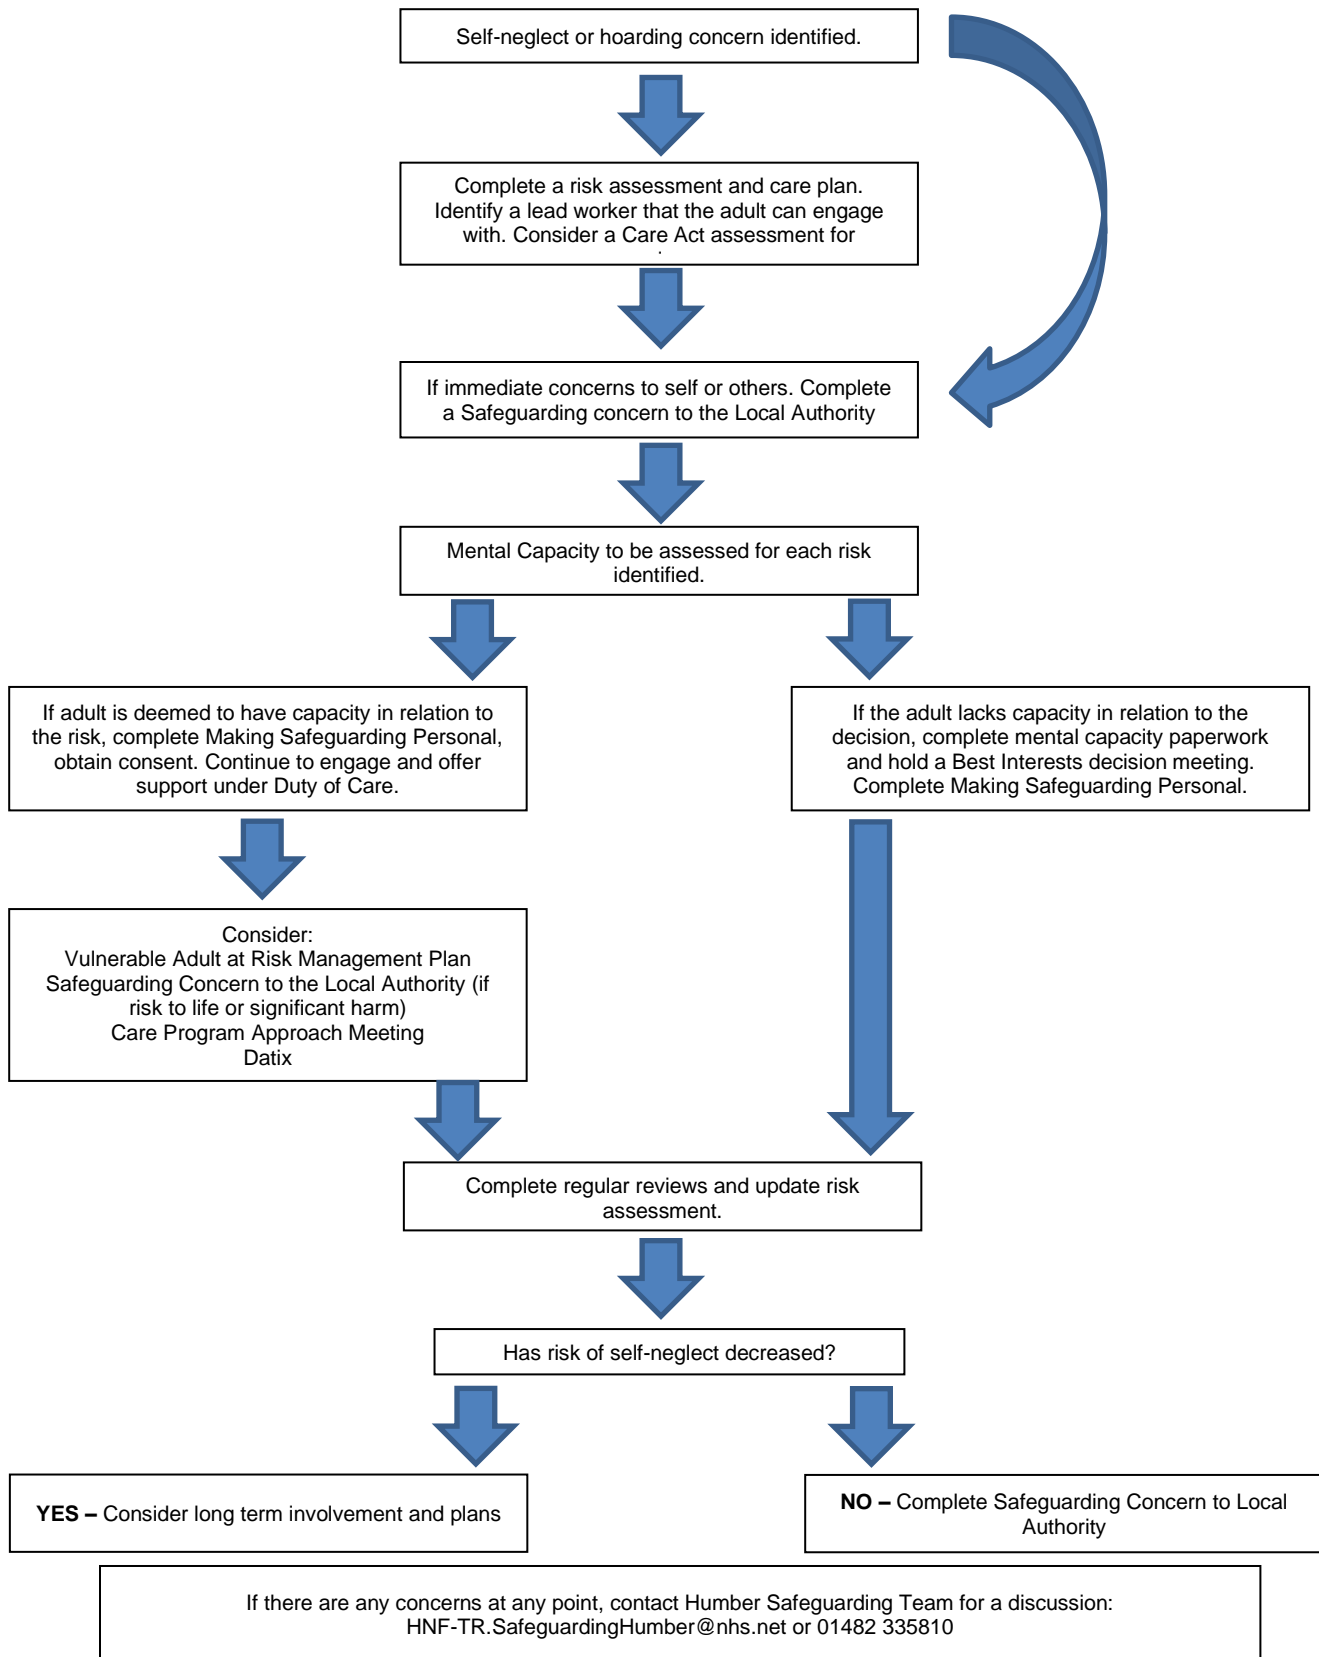 Self-neglect or hoarding concern identified.
Complete a risk assessment and care plan.
Identify a lead worker that the adult can engage
with. Consider a Care Act assessment for
If immediate concerns to self or others. Complete
a Safeguarding concern to the Local Authority
Mental Capacity to be assessed for each risk
identified.
If adult is deemed to have capacity in relation to
the risk, complete Making Safeguarding Personal,
obtain consent. Continue to engage and offer
support under Duty of Care.
If the adult lacks capacity in relation to the
decision, complete mental capacity paperwork
and hold a Best Interests decision meeting.
Complete Making Safeguarding Personal.
Consider:
Vulnerable Adult at Risk Management Plan
Safeguarding Concern to the Local Authority (if
risk to life or significant harm)
Care Program Approach Meeting
Datix
Complete regular reviews and update risk
assessment.
Has risk of self-neglect decreased?
YES – Consider long term involvement and plans
NO – Complete Safeguarding Concern to Local
Authority
If there are any concerns at any point, contact Humber Safeguarding Team for a discussion:
HNF-TR.SafeguardingHumber@nhs.net or 01482 335810